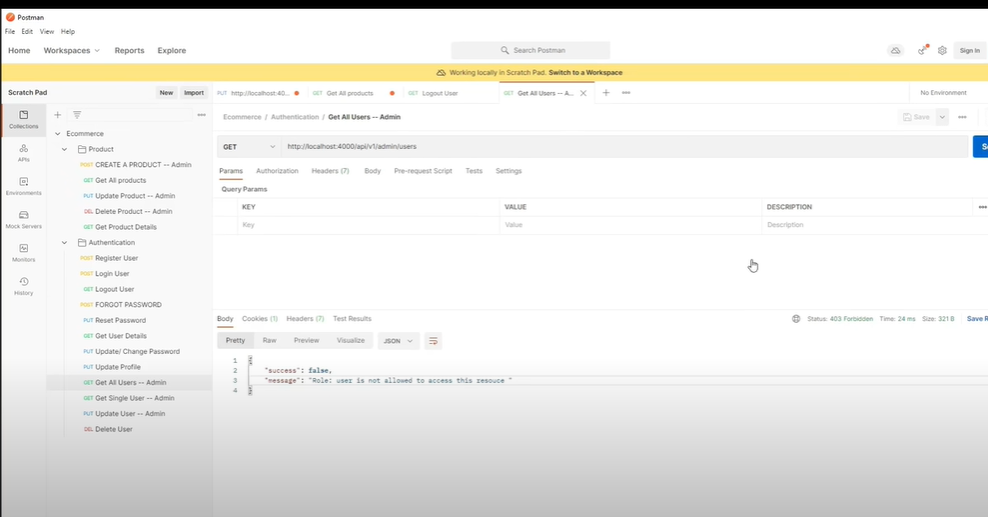 Postman
File Edit View Help
Home Workspaces Reports Explore Search Postman Sign In
Working locally in Scratch Pad. Switch to a Workspace
Scratch Pad New Import PUT http://localhost:40... GET Get All products GET Logout User GET Get All Users -- A... No Environment
Collections
APIs
Environments
Mock Servers
Monitors
History
Ecommerce
Product
POST CREATE A PRODUCT -- Admin
GET Get All products
PUT Update Product -- Admin
DEL Delete Product -- Admin
GET Get Product Details
Authentication
POST Register User
POST Login User
GET Logout User
POST FORGOT PASSWORD
PUT Reset Password
GET Get User Details
PUT Update/ Change Password
PUT Update Profile
GET Get All Users -- Admin
GET Get Single User -- Admin
PUT Update User -- Admin
DEL Delete User
Ecommerce / Authentication / Get All Users -- Admin Save
GET http://localhost:4000/api/v1/admin/users Se
Params Authorization Headers (7) Body Pre-request Script Tests Settings
Query Params
KEY VALUE DESCRIPTION
Key Value Description
Body Cookies (1) Headers (7) Test Results Status: 403 Forbidden Time: 24 ms Size: 321 B Save R
Pretty Raw Preview Visualize JSON
1 {
2 "success": false,
3 "message": "Role: user is not allowed to access this resouce "
4 }